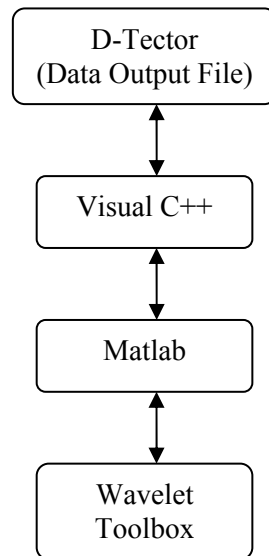 D-Tector
(Data Output File)
Visual C++
Matlab
Wavelet
Toolbox